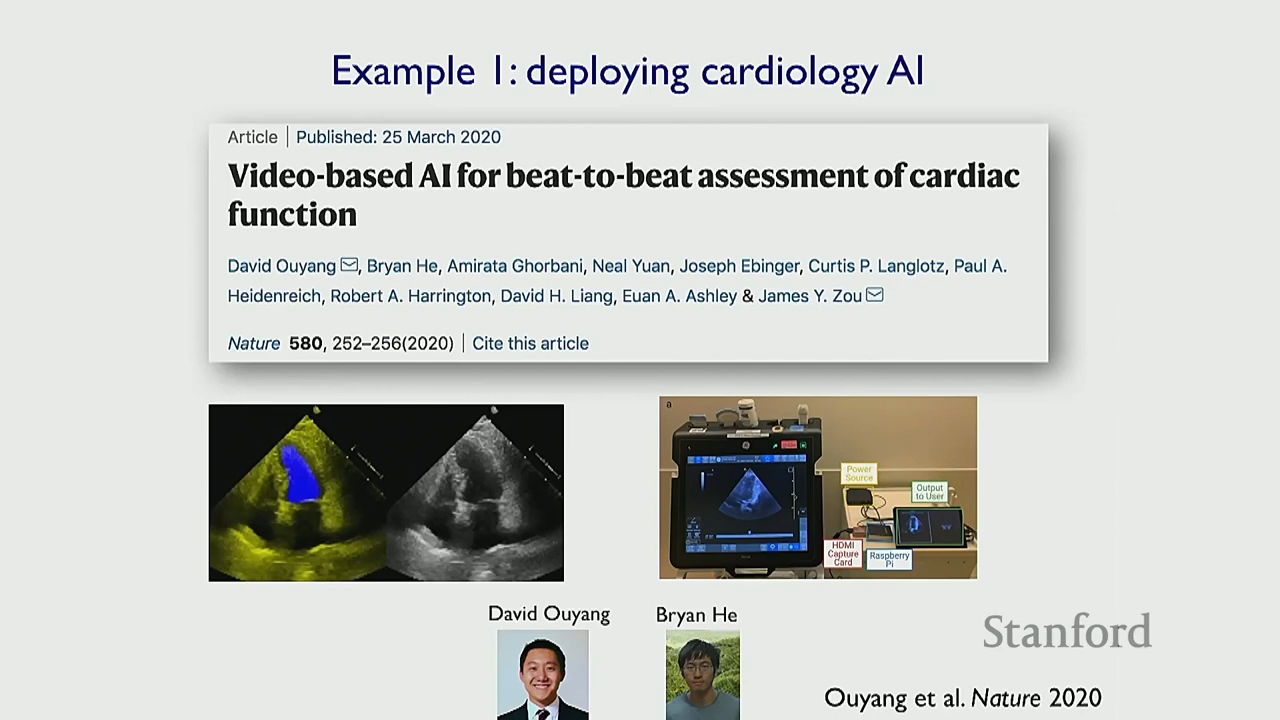 Example 1: deploying cardiology AI
Article | Published: 25 March 2020
Video-based AI for beat-to-beat assessment of cardiac
function
David Ouyang, Bryan He, Amirata Ghorbani, Neal Yuan, Joseph Ebinger, Curtis P. Langlotz, Paul A.
Heidenreich, Robert A. Harrington, David H. Liang, Euan A. Ashley & James Y. Zou
Nature 580, 252–256(2020) | Cite this article
a
Power
Source
Output
to User
HDMI
Capture
Card
Raspberry
Pi
David Ouyang
Bryan He
Stanford
Ouyang et al. Nature 2020